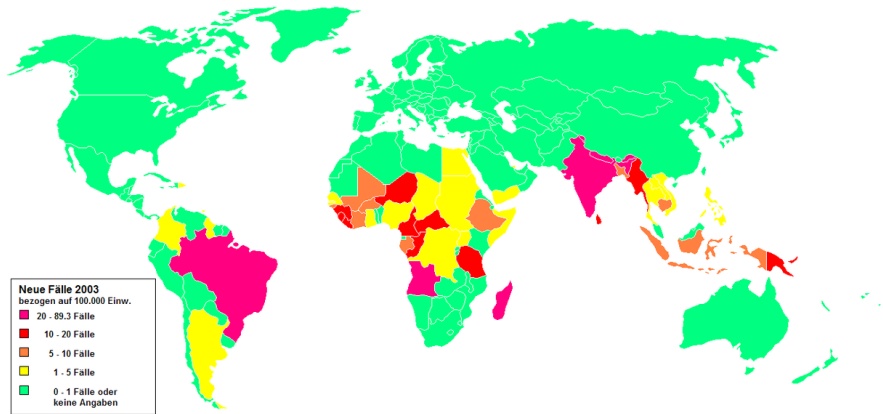 Neue Fälle 2003
bezogen auf 100.000 Einw.
20 - 89.3 Fälle
10 - 20 Fälle
5 - 10 Fälle
1 - 5 Fälle
0 - 1 Fälle oder
keine Angaben